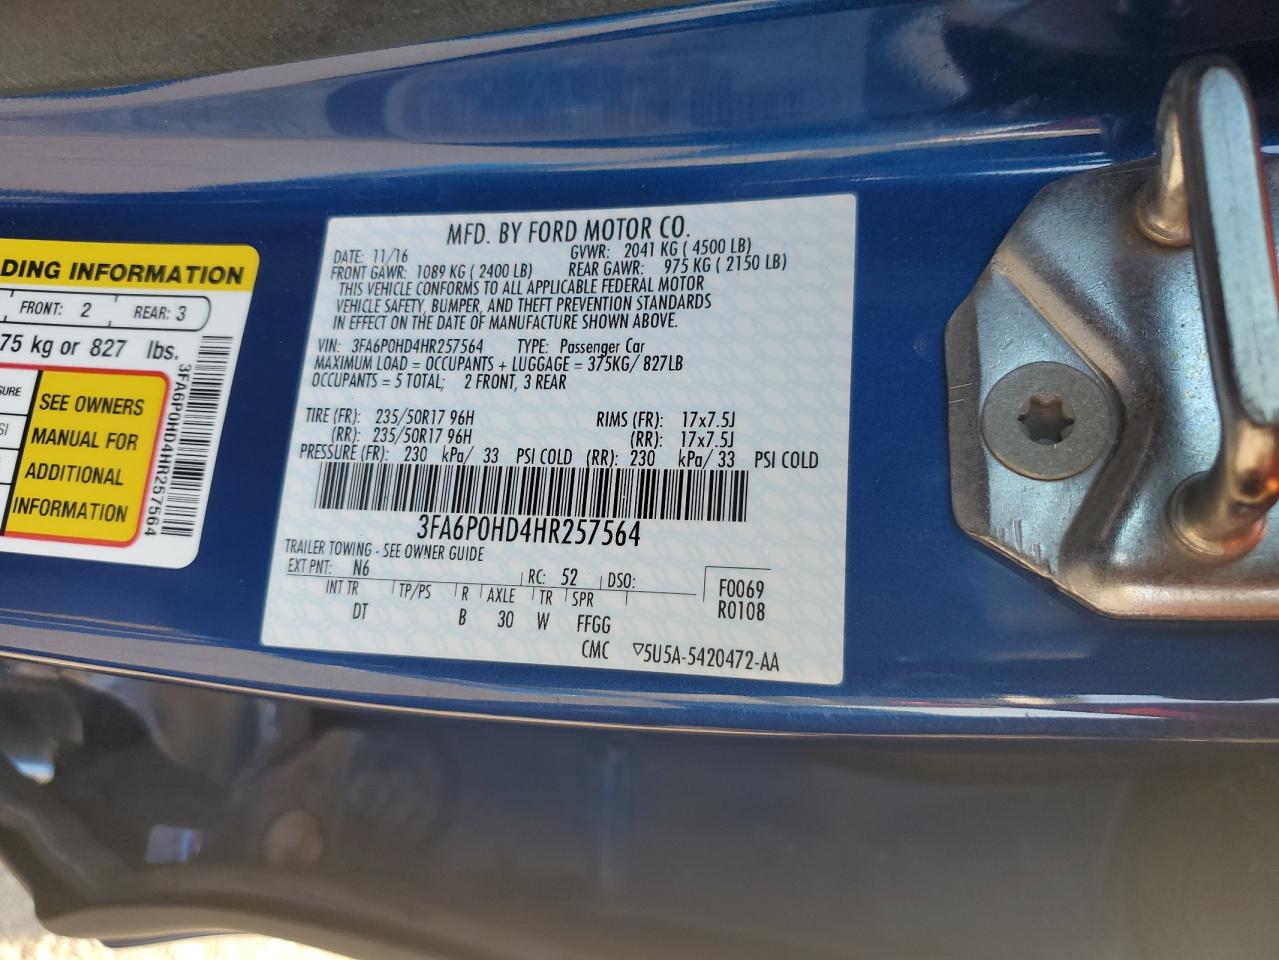 DING INFORMATION
FRONT: 2 REAR: 3
75 kg or 827 lbs.
SEE OWNERS
MANUAL FOR
ADDITIONAL
INFORMATION
3FA6P0HD4HR257564
MFD. BY FORD MOTOR CO.
DATE: 11/16 GVWR: 2041 KG ( 4500 LB)
FRONT GAWR: 1089 KG ( 2400 LB) REAR GAWR: 975 KG ( 2150 LB)
THIS VEHICLE CONFORMS TO ALL APPLICABLE FEDERAL MOTOR
VEHICLE SAFETY, BUMPER, AND THEFT PREVENTION STANDARDS
IN EFFECT ON THE DATE OF MANUFACTURE SHOWN ABOVE.
VIN: 3FA6P0HD4HR257564 TYPE: Passenger Car
MAXIMUM LOAD = OCCUPANTS + LUGGAGE = 375KG/ 827LB
OCCUPANTS = 5 TOTAL; 2 FRONT, 3 REAR
TIRE (FR): 235/50R17 96H RIMS (FR): 17x7.5J
(RR): 235/50R17 96H (RR): 17x7.5J
PRESSURE (FR): 230 kPa/ 33 PSI COLD (RR): 230 kPa/ 33 PSI COLD
3FA6P0HD4HR257564
TRAILER TOWING - SEE OWNER GUIDE
EXT PNT: N6 RC: 52 DSO:
INT TR TP/PS R AXLE TR SPR
DT B 30 W FFGG
CMC
F0069
R0108
▽5U5A-5420472-AA